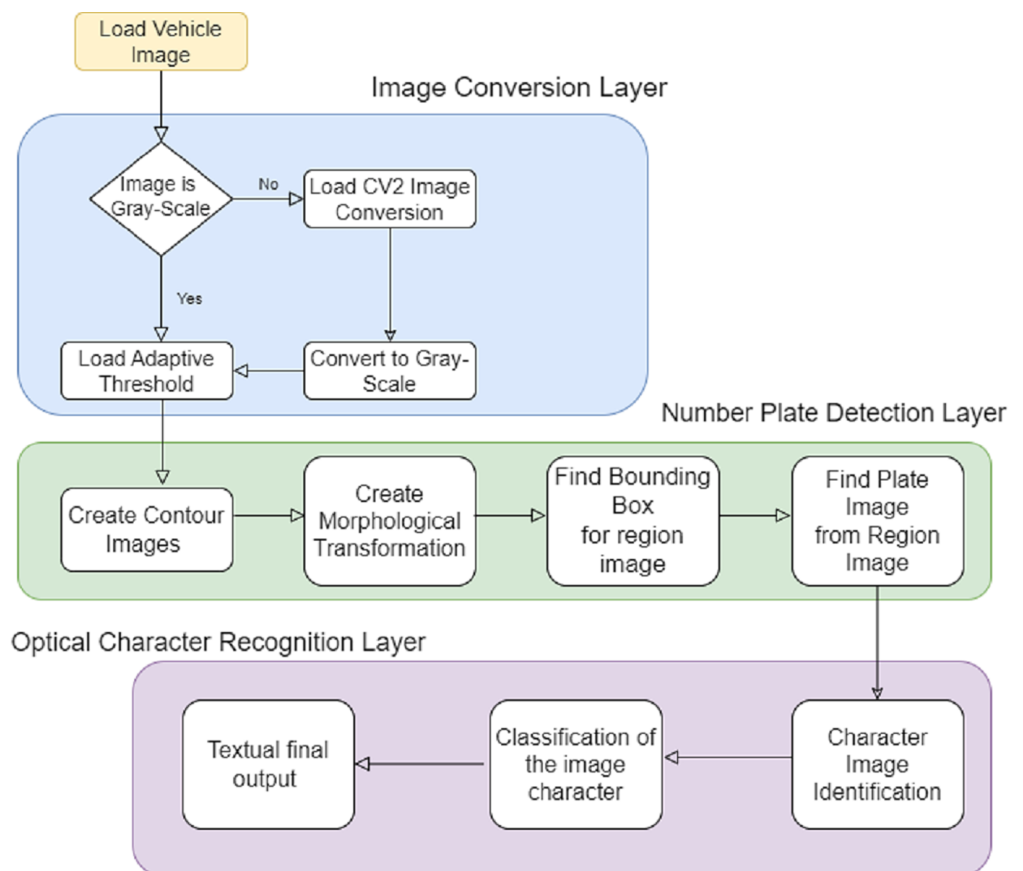 Load Vehicle
Image
Image Conversion Layer
Image is
Gray-Scale
No
Load CV2 Image
Conversion
Yes
Load Adaptive
Threshold
Convert to Gray-
Scale
Number Plate Detection Layer
Create Contour
Images
Create
Morphological
Transformation
Find Bounding
Box
for region
image
Find Plate
Image
from Region
Image
Optical Character Recognition Layer
Textual final
output
Classification of
the image
character
Character
Image
Identification